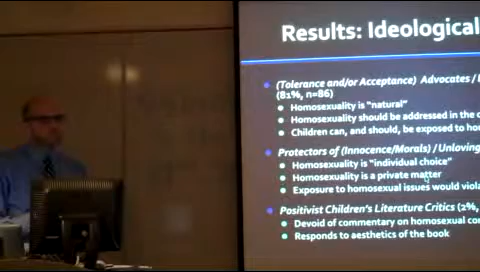 Results: Ideological
(Tolerance and/or Acceptance) Advocates /
(81%, n=86)
Homosexuality is "natural"
Homosexuality should be addressed in the
Children can, and should, be exposed to
Protectors of (Innocence/Morals) / Unloving
Homosexuality is "individual choice"
Homosexuality is a private matter
Exposure to homosexual issues would
Positivist Children's Literature Critics (2%,
Devoid of commentary on homosexual
Responds to aesthetics of the book